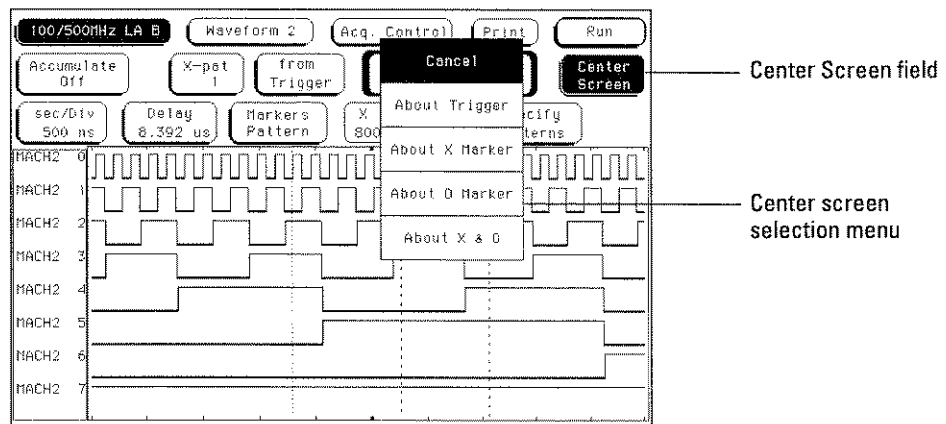 100/500MHz LA B
Waveform 2
Acq. Control
Print
Run
Accumulate
Off
X-pat
1
from
Trigger
Center
Screen
sec/Div
500 ns
Delay
8.392 us
Markers
Pattern
X
800
Cancel
About Trigger
About X Marker
About O Marker
About X & O
MACH2 0
MACH2 1
MACH2 2
MACH2 3
MACH2 4
MACH2 5
MACH2 6
MACH2 7
Center Screen field
Center screen
selection menu